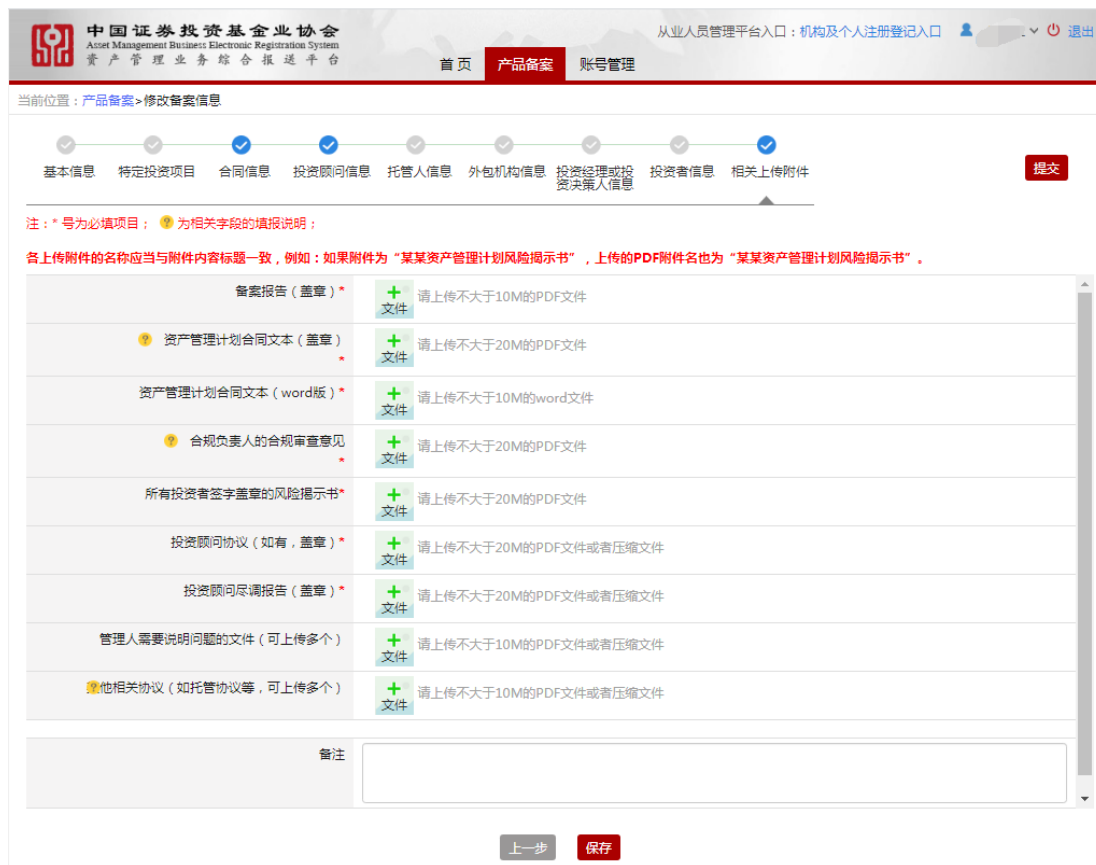 中国证券投资基金业协会
Asset Management Business Electronic Registration System
资产管理业务综合报送平台
从业人员管理平台入口：机构及个人注册登记入口
退出
首页 产品备案 账号管理
当前位置：产品备案>修改备案信息
基本信息 特定投资项目 合同信息 投资顾问信息 托管人信息 外包机构信息 投资经理或投资决策人信息 投资者信息 相关上传附件
提交
注：* 号为必填项目； ? 为相关字段的填报说明；
各上传附件的名称应当与附件内容标题一致，例如：如果附件为“某某资产管理计划风险揭示书”，上传的PDF附件名也为“某某资产管理计划风险揭示书”。
备案报告（盖章）* +文件 请上传不大于10M的PDF文件
? 资产管理计划合同文本（盖章）* +文件 请上传不大于20M的PDF文件
资产管理计划合同文本（word版）* +文件 请上传不大于10M的word文件
? 合规负责人的合规审查意见* +文件 请上传不大于20M的PDF文件
所有投资者签字盖章的风险揭示书* +文件 请上传不大于20M的PDF文件
投资顾问协议（如有，盖章）* +文件 请上传不大于20M的PDF文件或者压缩文件
投资顾问尽调报告（盖章）* +文件 请上传不大于20M的PDF文件或者压缩文件
管理人需要说明问题的文件（可上传多个） +文件 请上传不大于10M的PDF文件或者压缩文件
?他相关协议（如托管协议等，可上传多个） +文件 请上传不大于10M的PDF文件或者压缩文件
备注
上一步 保存